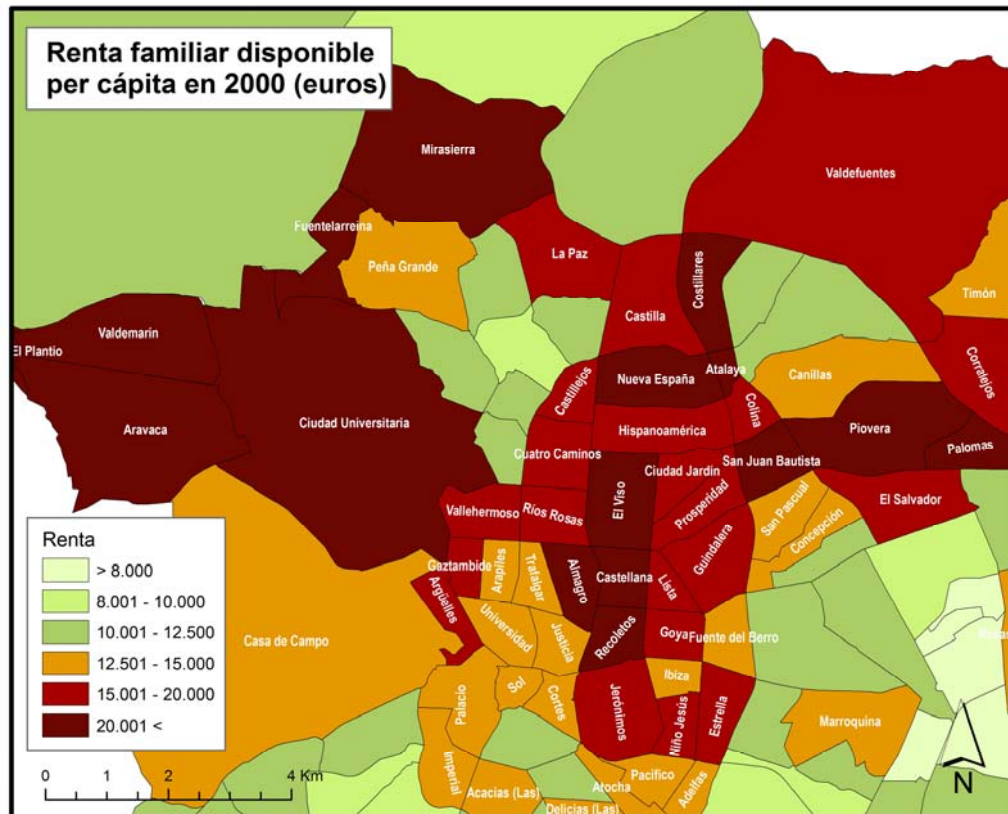 Renta familiar disponible
per cápita en 2000 (euros)
Mirasierra
Valdefuentes
Fuentelarreina
La Paz
Peña Grande
Costillares
Timón
Castilla
Valdemarín
El Plantio
Nueva España
Atalaya
Canillas
Corralejos
Castillejos
Colina
Ciudad Universitaria
Aravaca
Hispanoamérica
Piovera
Palomas
Cuatro Caminos
Ciudad Jardin
San Juan Bautista
El Viso
Prosperidad
El Salvador
Vallehermoso
Ríos Rosas
San Pascual
Concepción
Guindalera
Gaztambide
Arapiles
Trafalgar
Almagro
Castellana
Lista
Argüelles
Universidad
Justicia
Recoletos
Goya
Fuente del Berro
Casa de Campo
Ibiza
Sol
Palacio
Cortes
Jerónimos
Niño Jesús
Estrella
Marroquina
Imperial
Acacias (Las)
Atocha
Pacifico
Adelfas
Delicias (Las)
Renta
> 8.000
8.001 - 10.000
10.001 - 12.500
12.501 - 15.000
15.001 - 20.000
20.001 <
0 1 2 4 Km
N